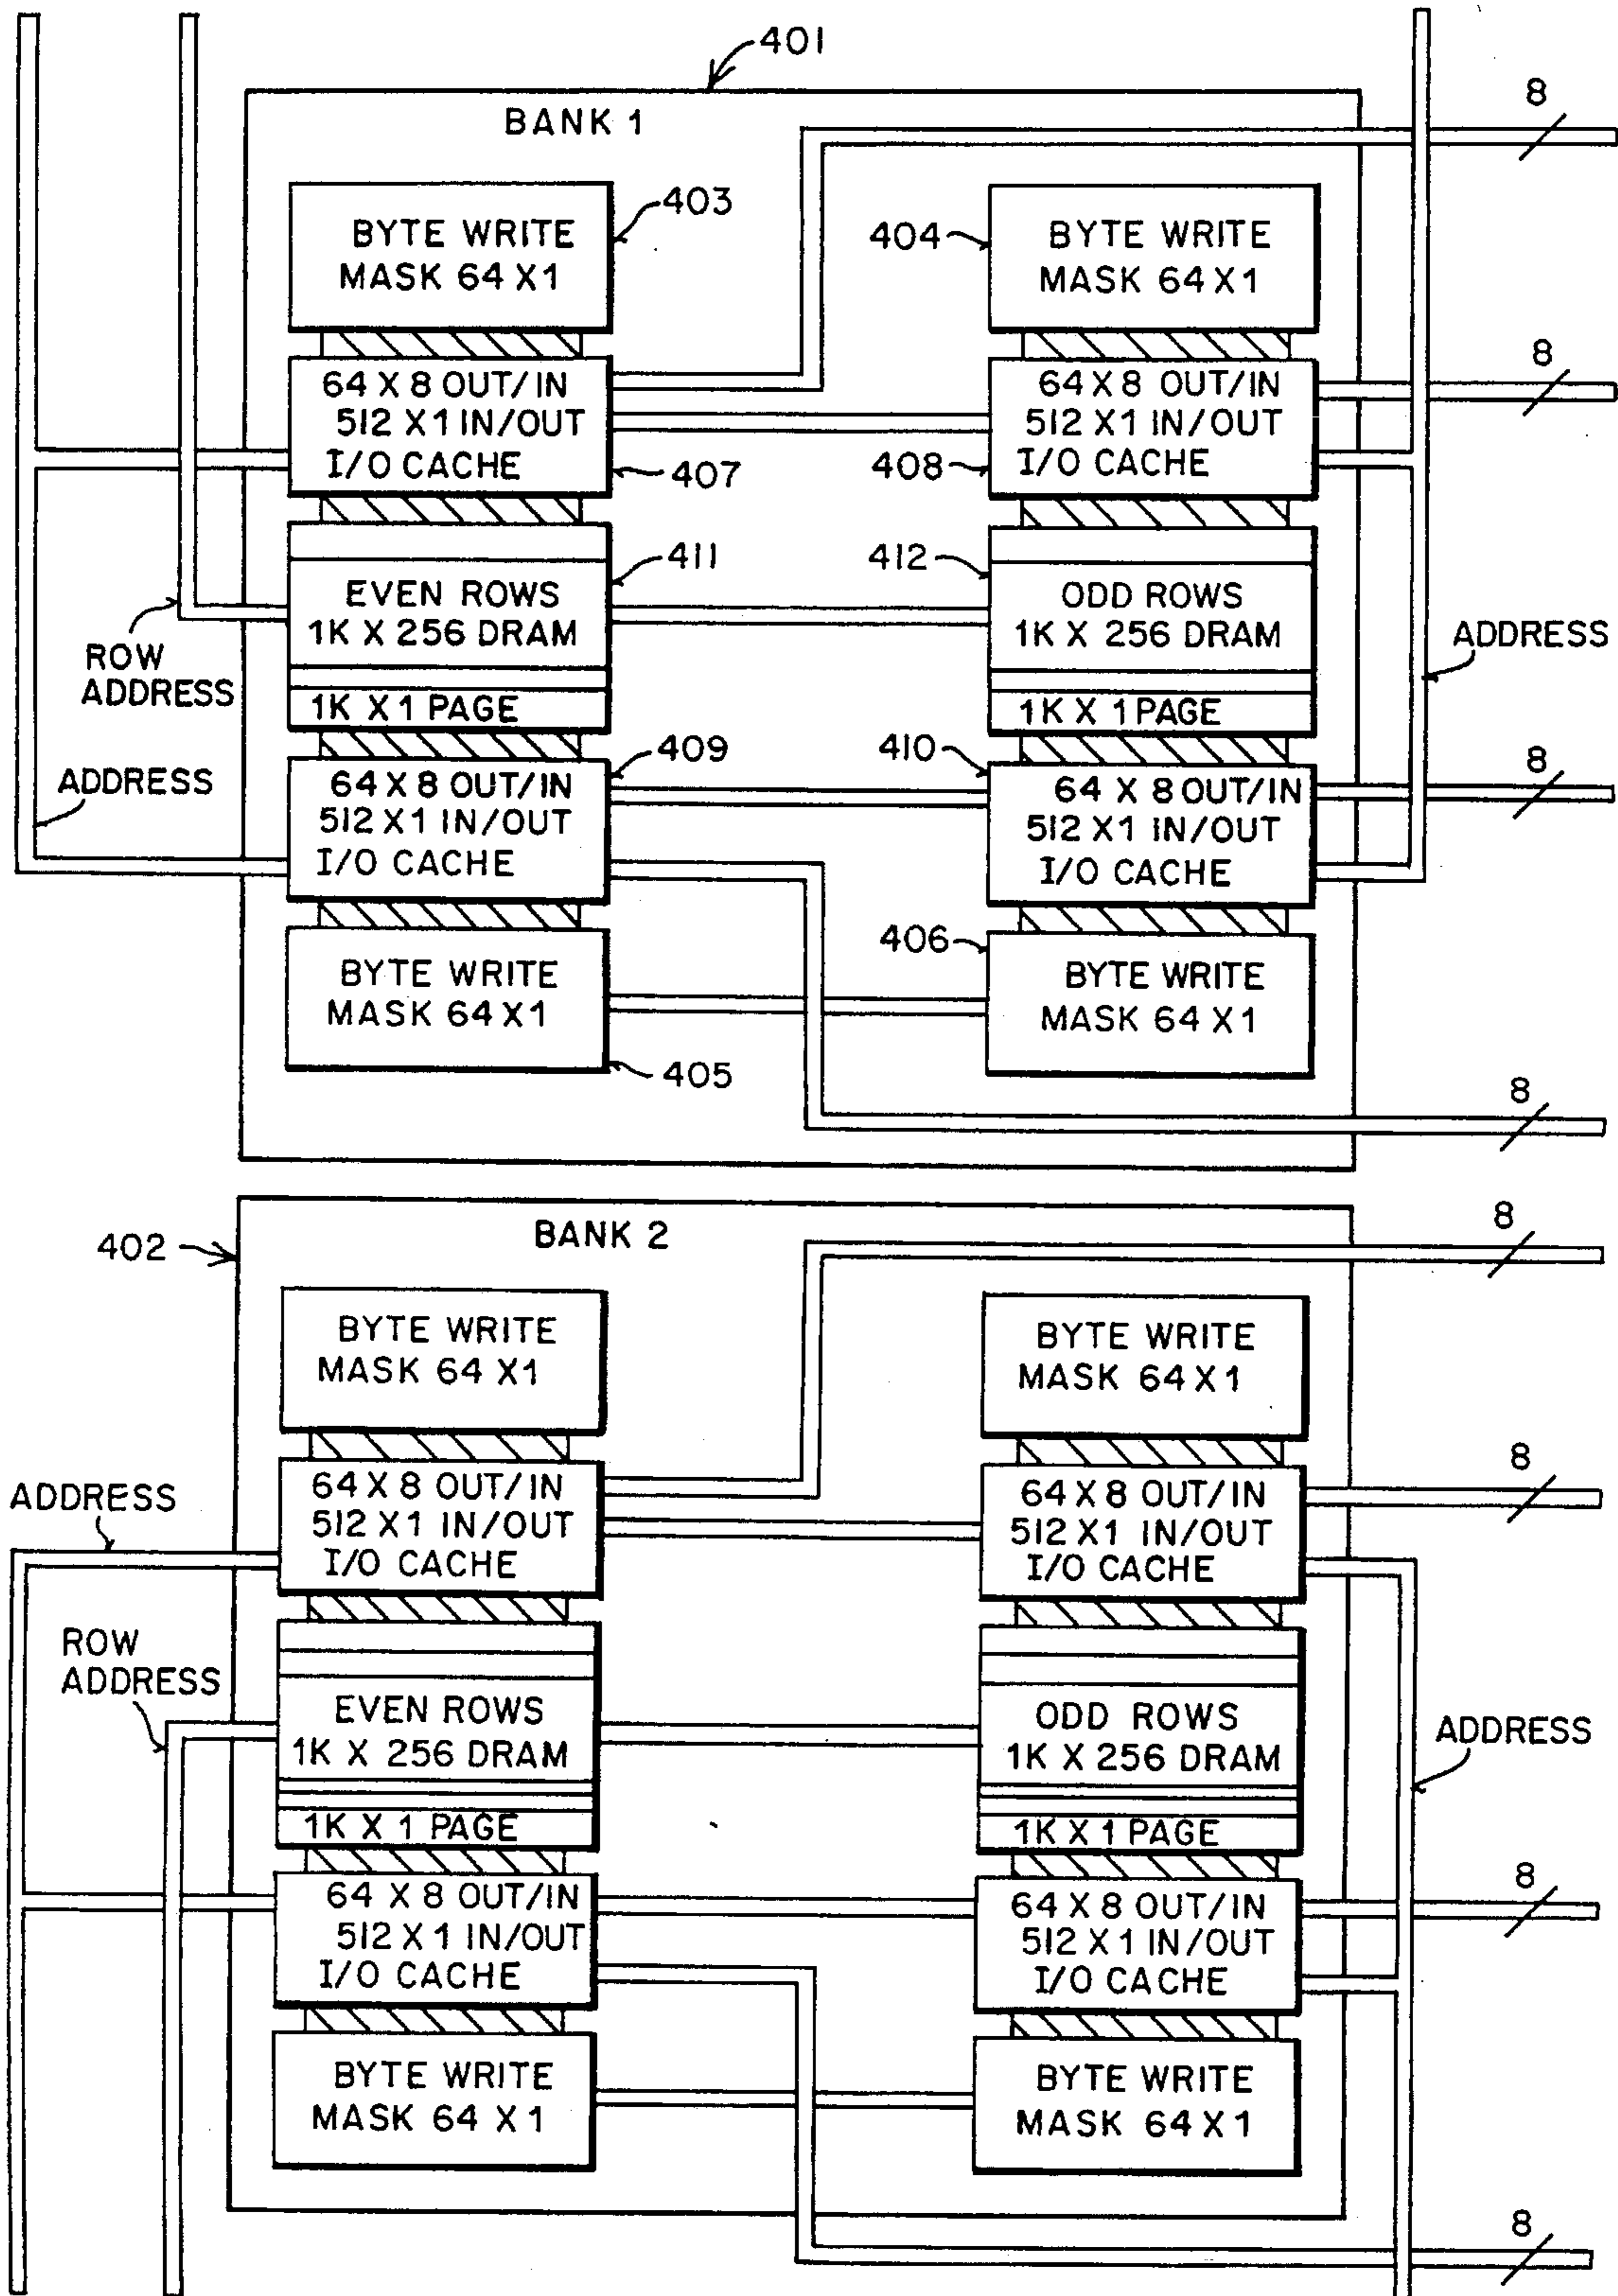 401
BANK 1
8
BYTE WRITE
MASK 64 X 1
403
404
BYTE WRITE
MASK 64 X 1
64 X 8 OUT/IN
512 X 1 IN/OUT
I/O CACHE
407
8
64 X 8 OUT/IN
512 X 1 IN/OUT
I/O CACHE
408
ROW
ADDRESS
EVEN ROWS
1K X 256 DRAM
1K X 1 PAGE
411
412
ODD ROWS
1K X 256 DRAM
1K X 1 PAGE
ADDRESS
ADDRESS
64 X 8 OUT/IN
512 X 1 IN/OUT
I/O CACHE
409
410
64 X 8 OUT/IN
512 X 1 IN/OUT
I/O CACHE
8
BYTE WRITE
MASK 64 X 1
405
406
BYTE WRITE
MASK 64 X 1
8
402
BANK 2
8
BYTE WRITE
MASK 64 X 1
BYTE WRITE
MASK 64 X 1
ADDRESS
64 X 8 OUT/IN
512 X 1 IN/OUT
I/O CACHE
64 X 8 OUT/IN
512 X 1 IN/OUT
I/O CACHE
8
ROW
ADDRESS
EVEN ROWS
1K X 256 DRAM
1K X 1 PAGE
ODD ROWS
1K X 256 DRAM
1K X 1 PAGE
ADDRESS
64 X 8 OUT/IN
512 X 1 IN/OUT
I/O CACHE
64 X 8 OUT/IN
512 X 1 IN/OUT
I/O CACHE
8
BYTE WRITE
MASK 64 X 1
BYTE WRITE
MASK 64 X 1
8